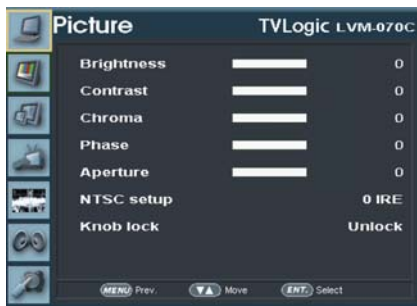 Picture TVLogic LVM-070C
Brightness 0
Contrast 0
Chroma 0
Phase 0
Aperture 0
NTSC setup 0 IRE
Knob lock Unlock
MENU Prev. ▼▲ Move ENT. Select